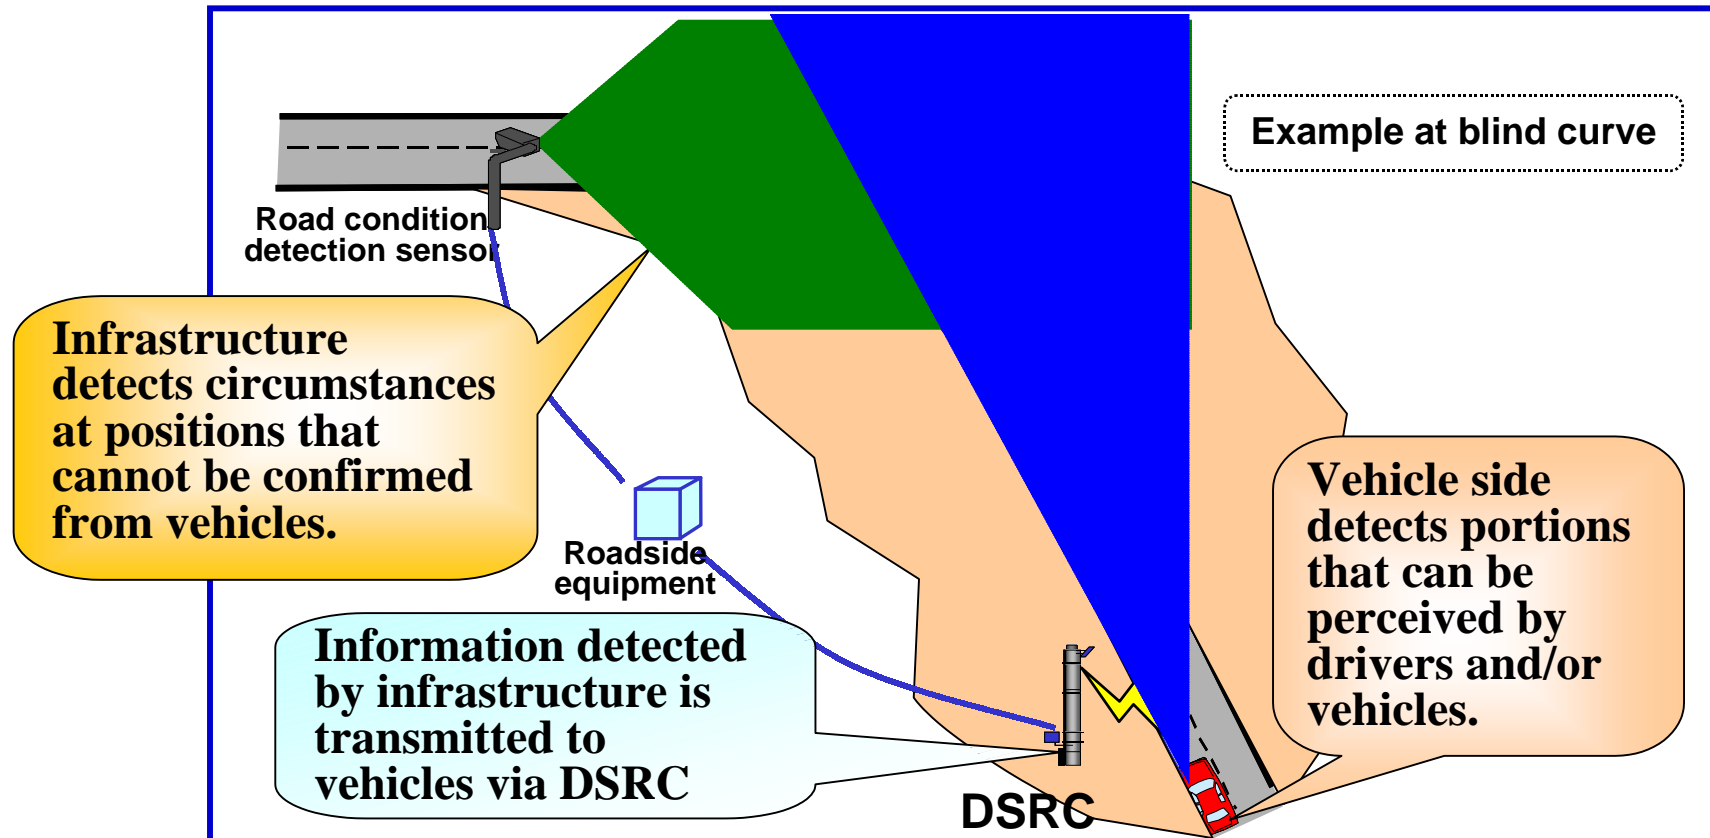 Example at blind curve
Road condition
detection sensor
Infrastructure
detects circumstances
at positions that
cannot be confirmed
from vehicles.
Roadside
equipment
Information detected
by infrastructure is
transmitted to
vehicles via DSRC
DSRC
Vehicle side
detects portions
that can be
perceived by
drivers and/or
vehicles.